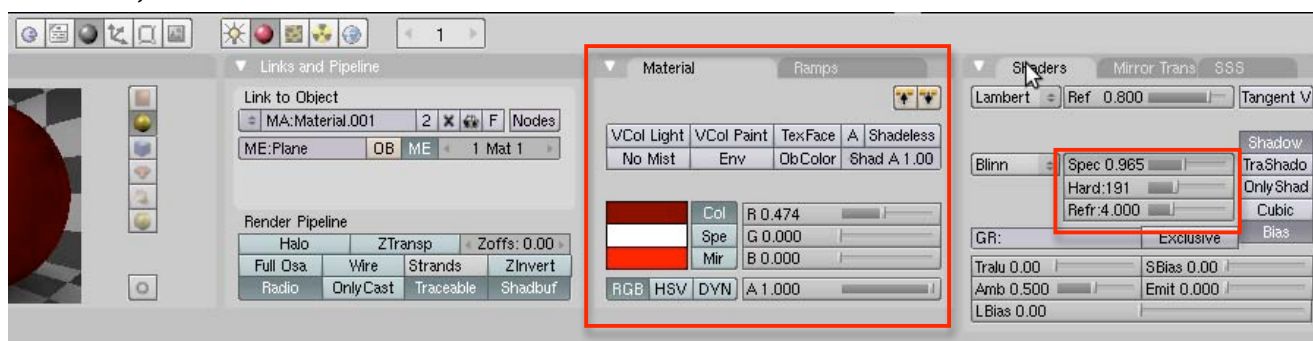 1
Links and Pipeline
Link to Object
MA:Material.001 2 X F Nodes
ME:Plane OB ME 1 Mat 1
Render Pipeline
Halo ZTransp Zoffs: 0.00
Full Osa Wire Strands ZInvert
Radio OnlyCast Traceable Shadbuf
Material Ramps
VCol Light VCol Paint TexFace A Shadeless
No Mist Env ObColor Shad A 1.00
Col R 0.474
Spe G 0.000
Mir B 0.000
RGB HSV DYN A 1.000
Shaders Mirror Trans SSS
Lambert Ref 0.800 Tangent V
Shadow
Blinn Spec 0.965 TraShado
Hard:191 Only Shad
Refr:4.000 Cubic
GR: Exclusive Bias
Tralu 0.00 SBias 0.00
Amb 0.500 Emit 0.000
LBias 0.00